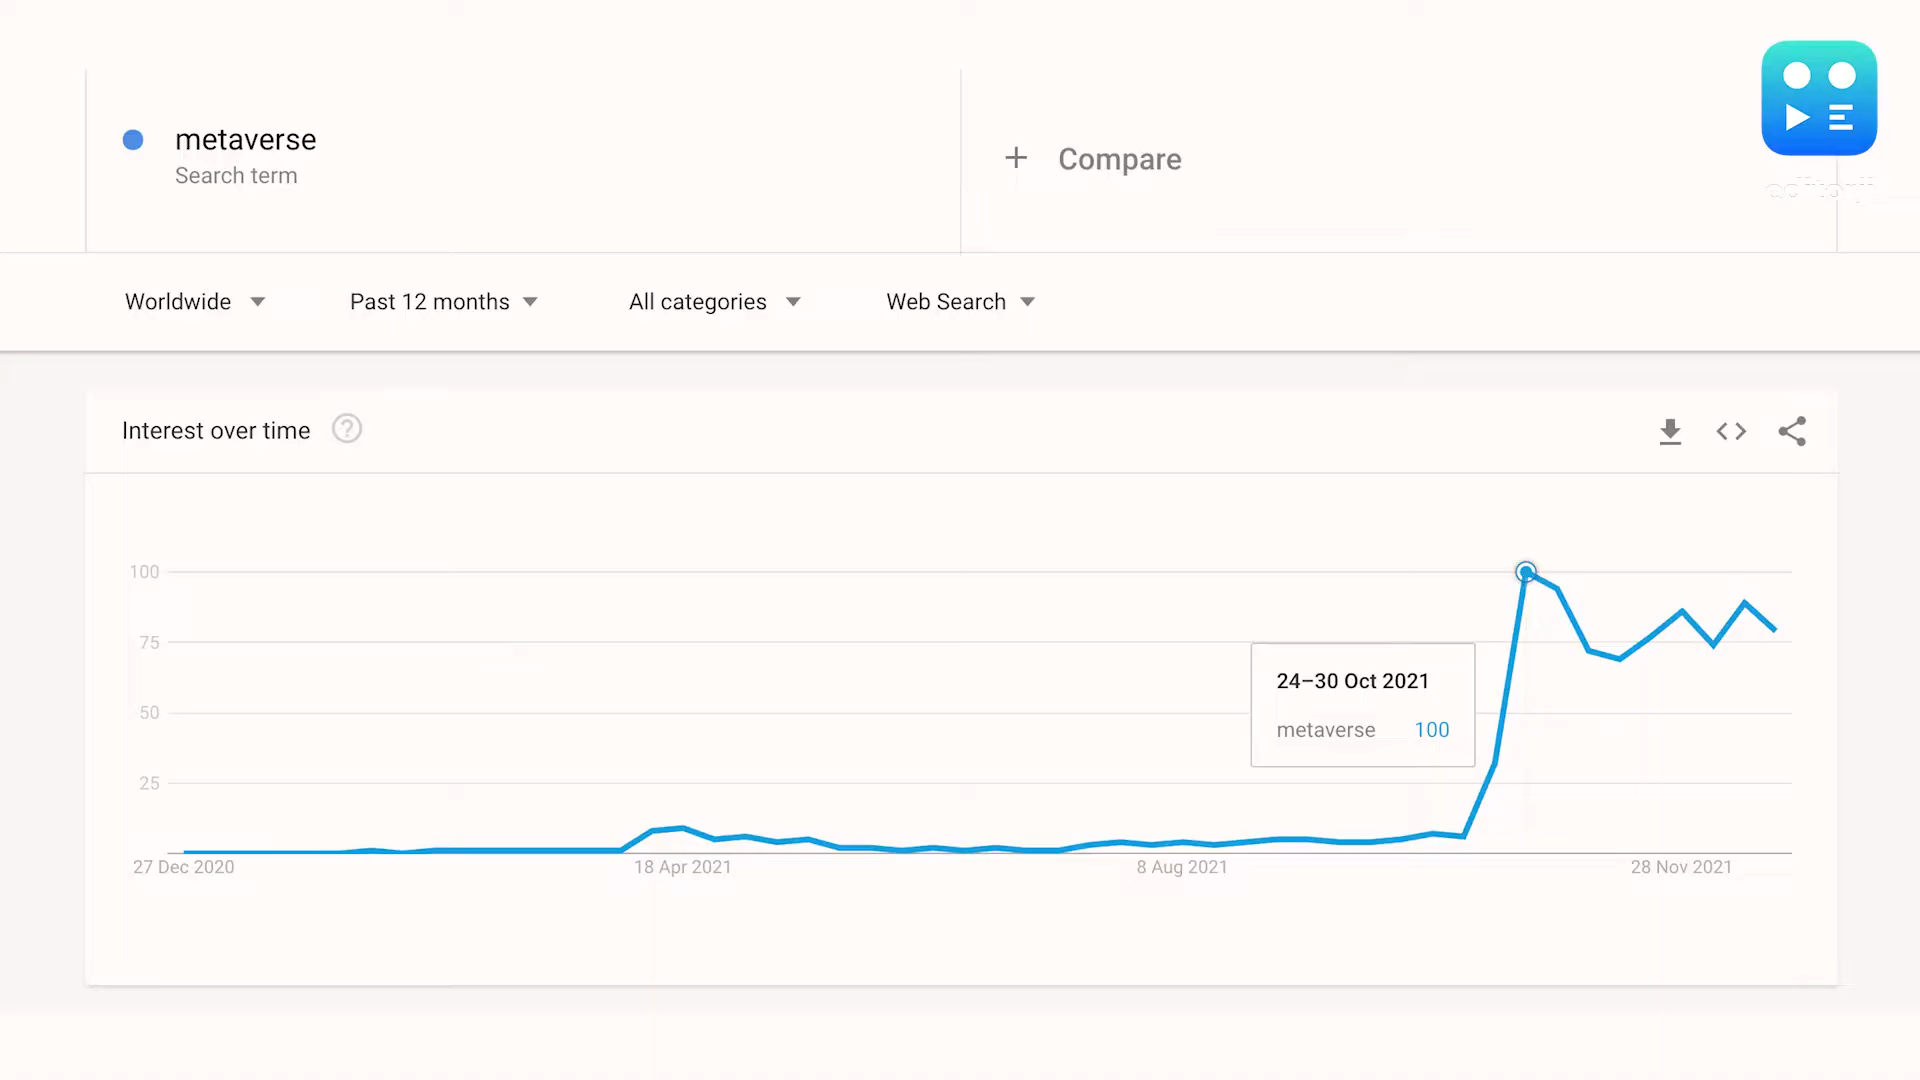 metaverse
Search term
+ Compare
Worldwide
Past 12 months
All categories
Web Search
Interest over time ?
100
75
50
25
24–30 Oct 2021
metaverse 100
27 Dec 2020
18 Apr 2021
8 Aug 2021
28 Nov 2021